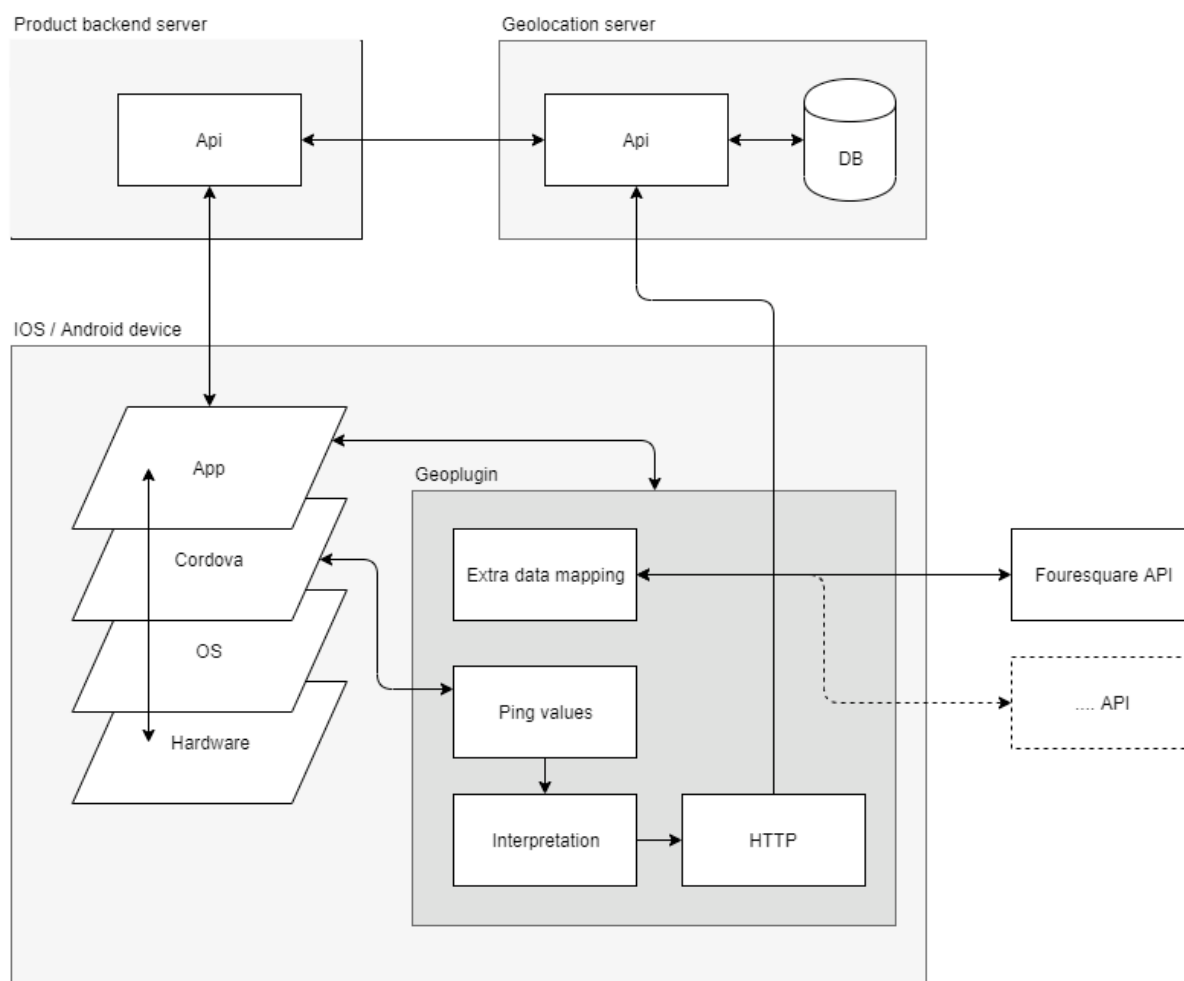 Product backend server
Geolocation server
Api
Api
DB
IOS / Android device
App
Geoplugin
Cordova
Extra data mapping
Fouresquare API
OS
Ping values
.... API
Hardware
Interpretation
HTTP